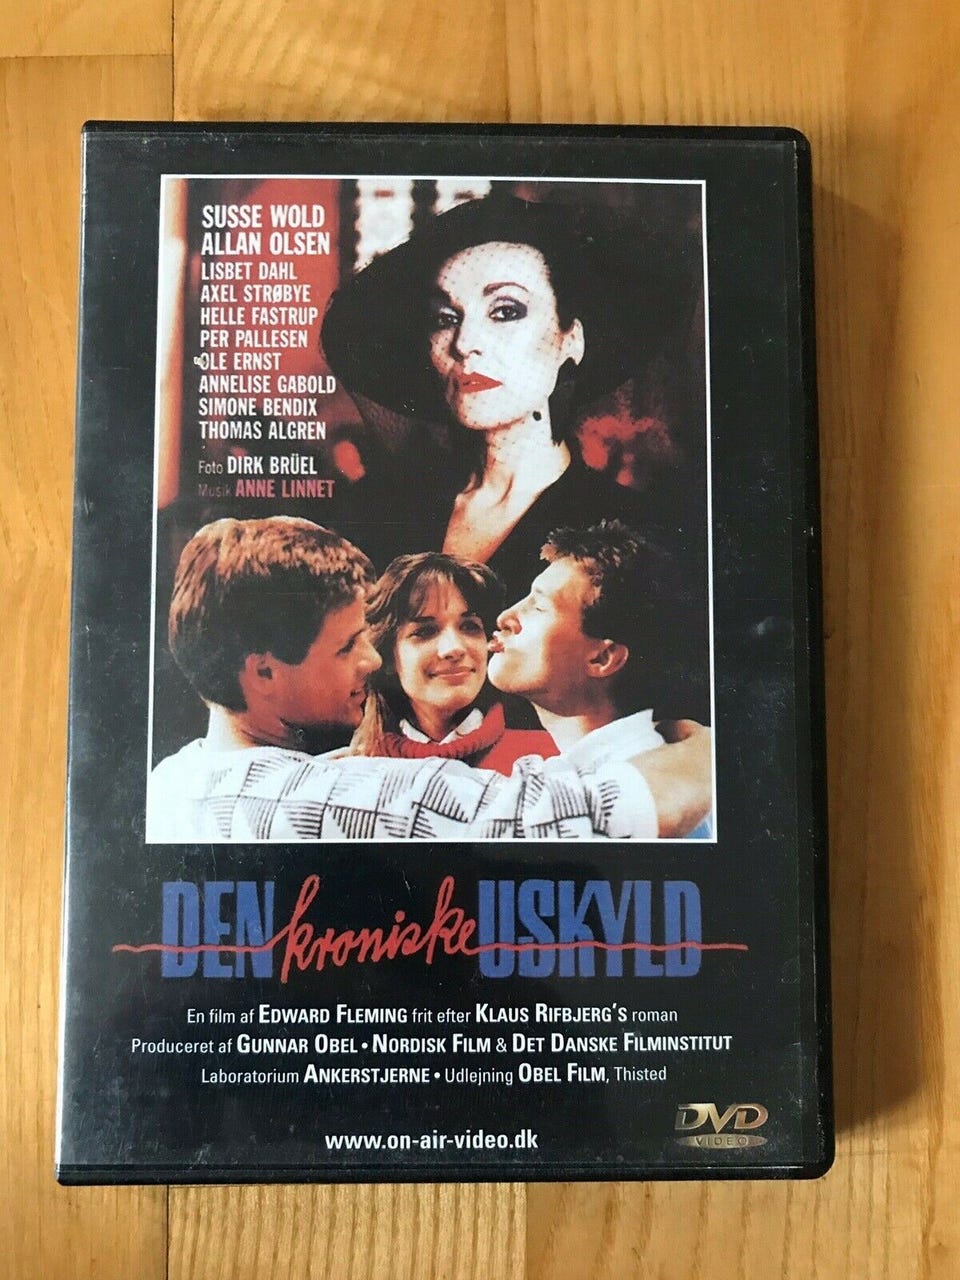 SUSSE WOLD
ALLAN OLSEN
LISBET DAHL
AXEL STRØBYE
HELLE FASTRUP
PER PALLESEN
OLE ERNST
ANNELISE GABOLD
SIMONE BENDIX
THOMAS ALGREN
Foto DIRK BRÜEL
Musik ANNE LINNET
DEN kroniske USKYLD
En film af EDWARD FLEMING frit efter KLAUS RIFBJERG'S roman
Produceret af GUNNAR OBEL • NORDISK FILM & DET DANSKE FILMINSTITUT
Laboratorium ANKERSTJERNE • Udlejning OBEL FILM, Thisted
www.on-air-video.dk
DVD
VIDEO